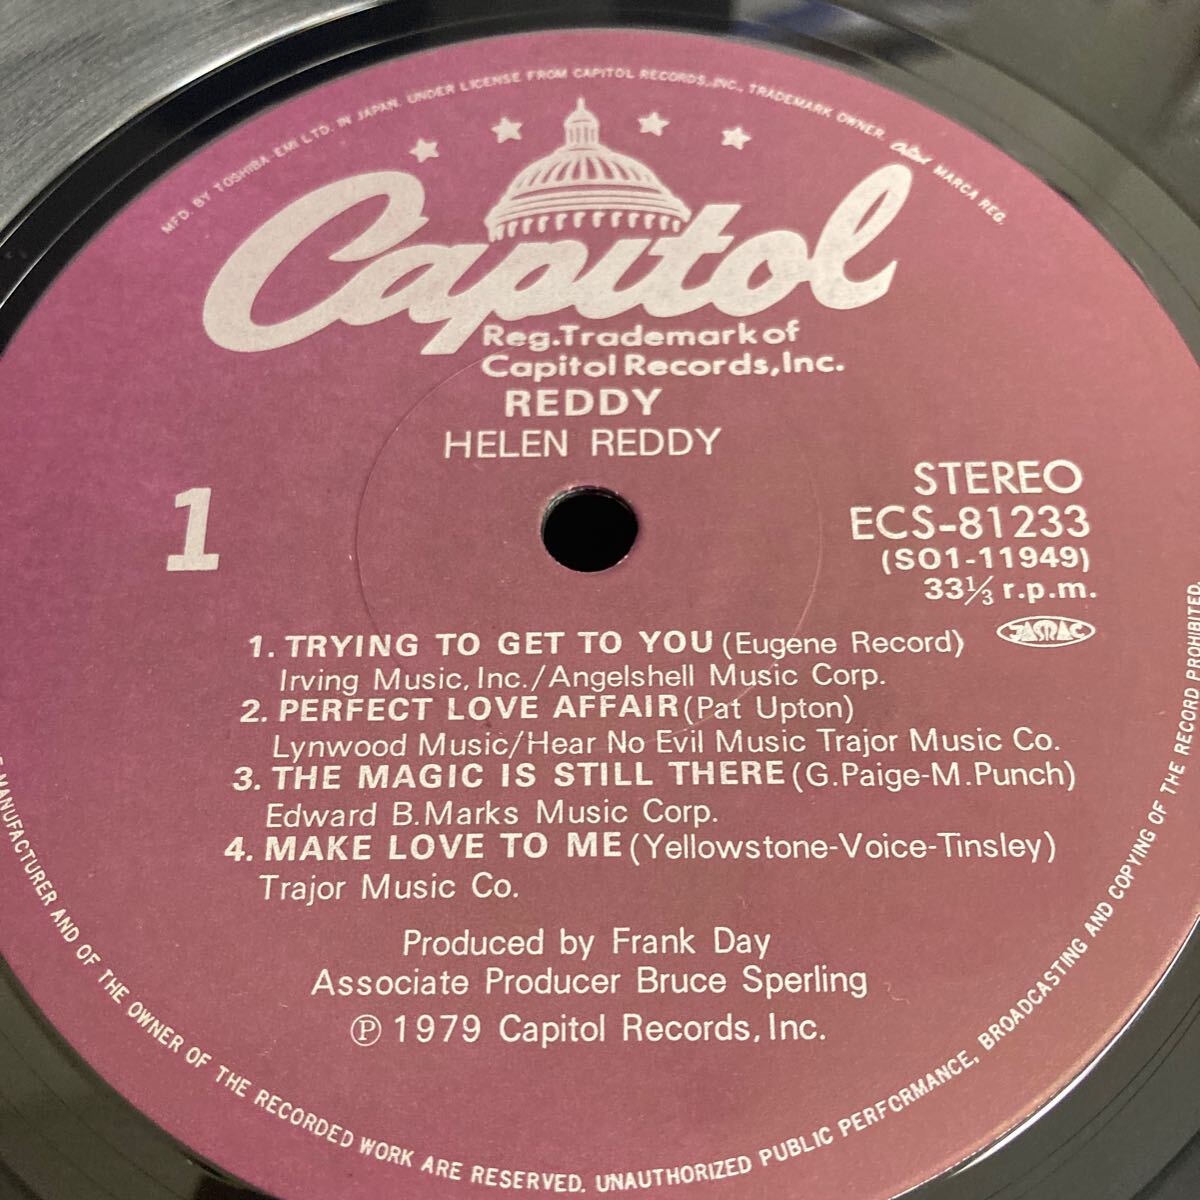 MFD. BY TOSHIBA EMI LTD. IN JAPAN. UNDER LICENSE FROM CAPITOL RECORDS, INC., TRADEMARK OWNER. Capitol MARCA REG.
Capitol
Reg. Trademark of
Capitol Records, Inc.
REDDY
HELEN REDDY
1
STEREO
ECS-81233
(SO1-11949)
33⅓ r.p.m.
JASRAC
1. TRYING TO GET TO YOU (Eugene Record)
Irving Music, Inc./Angelshell Music Corp.
2. PERFECT LOVE AFFAIR (Pat Upton)
Lynwood Music/Hear No Evil Music Trajor Music Co.
3. THE MAGIC IS STILL THERE (G.Paige-M.Punch)
Edward B.Marks Music Corp.
4. MAKE LOVE TO ME (Yellowstone-Voice-Tinsley)
Trajor Music Co.
Produced by Frank Day
Associate Producer Bruce Sperling
℗ 1979 Capitol Records, Inc.
MANUFACTURER AND OF THE OWNER OF THE RECORDED WORK ARE RESERVED. UNAUTHORIZED PUBLIC PERFORMANCE, BROADCASTING AND COPYING OF THE RECORD PROHIBITED.